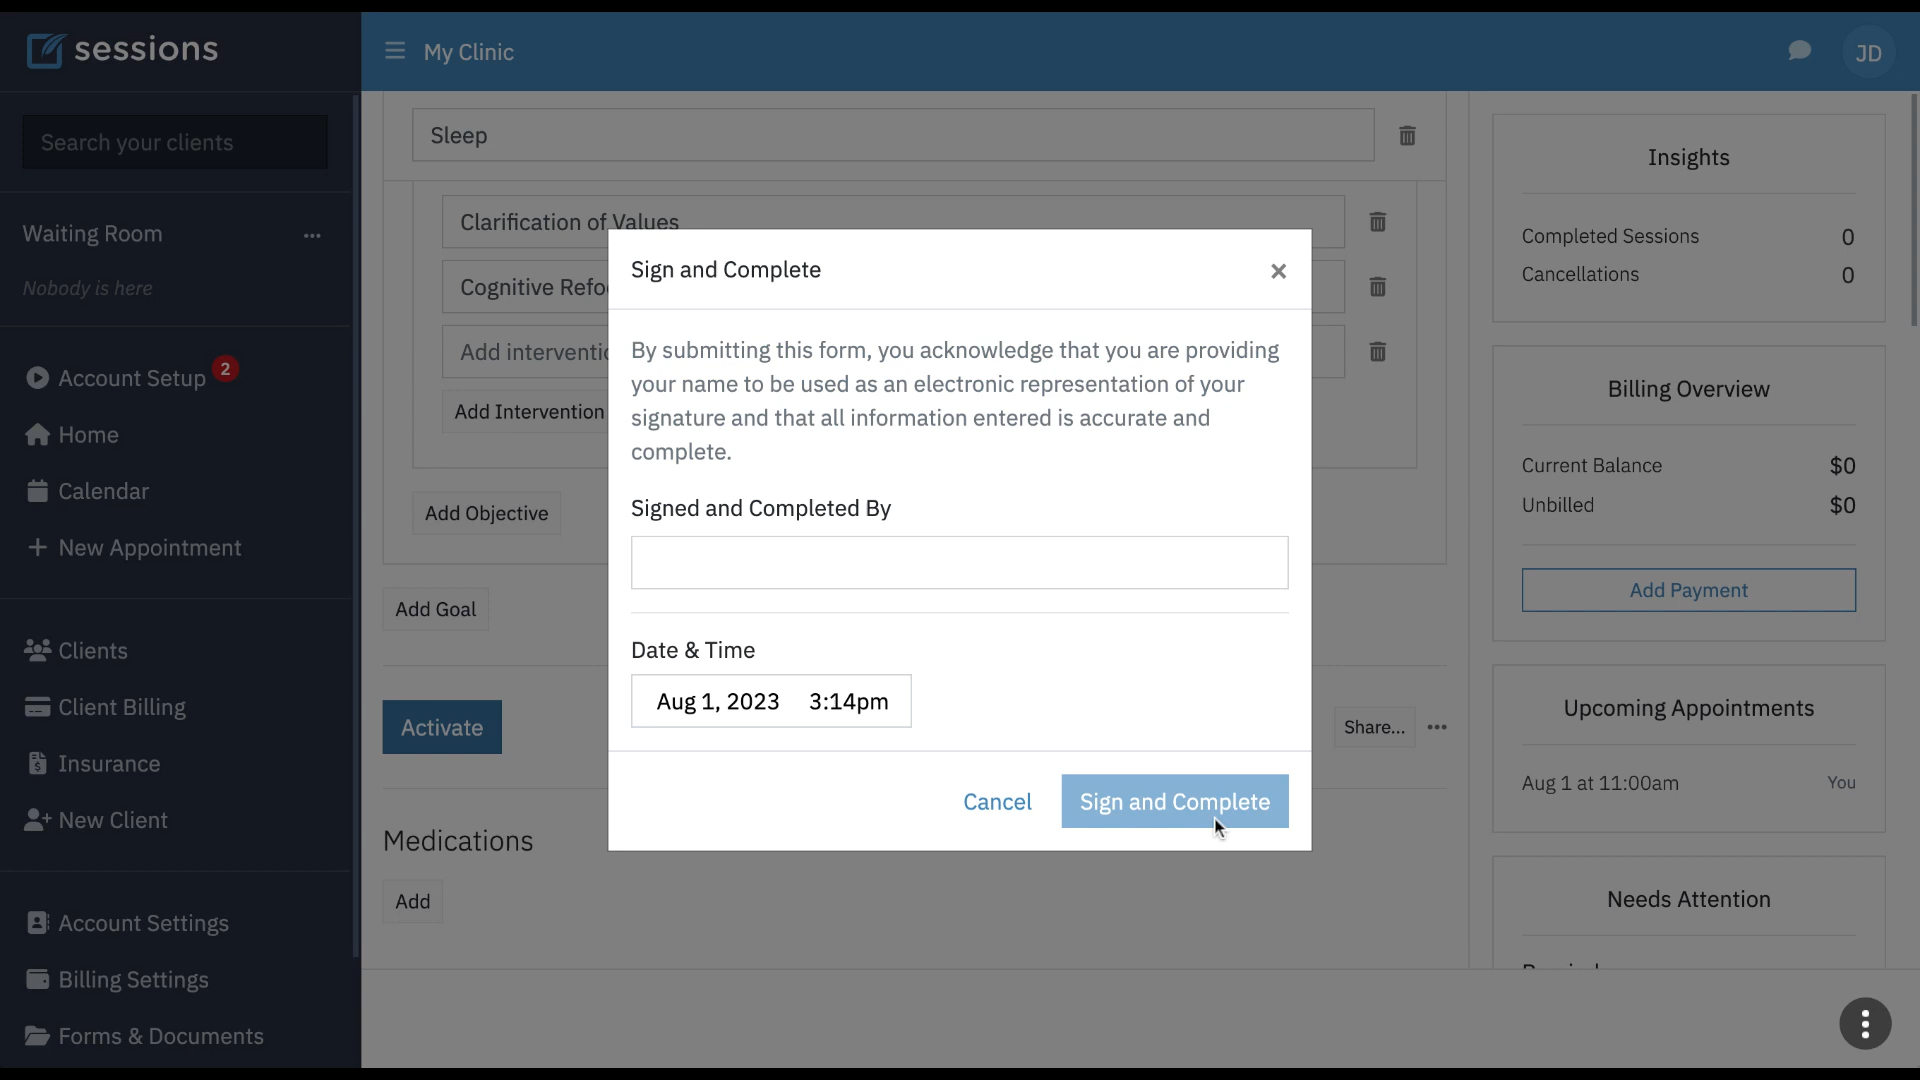 sessions
My Clinic
JD
Search your clients
Waiting Room
Nobody is here
Account Setup 2
Home
Calendar
New Appointment
Clients
Client Billing
Insurance
New Client
Account Settings
Billing Settings
Forms & Documents
Sleep
Clarification of Values
Cognitive
Add
Add Intervention
Add Objective
Add Goal
Activate
Share...
Medications
Add
Sign and Complete
By submitting this form, you acknowledge that you are providing
your name to be used as an electronic representation of your
signature and that all information entered is accurate and
complete.
Signed and Completed By
Date & Time
Aug 1, 2023 3:14pm
Cancel
Sign and Complete
Insights
Completed Sessions 0
Cancellations 0
Billing Overview
Current Balance $0
Unbilled $0
Add Payment
Upcoming Appointments
Aug 1 at 11:00am You
Needs Attention